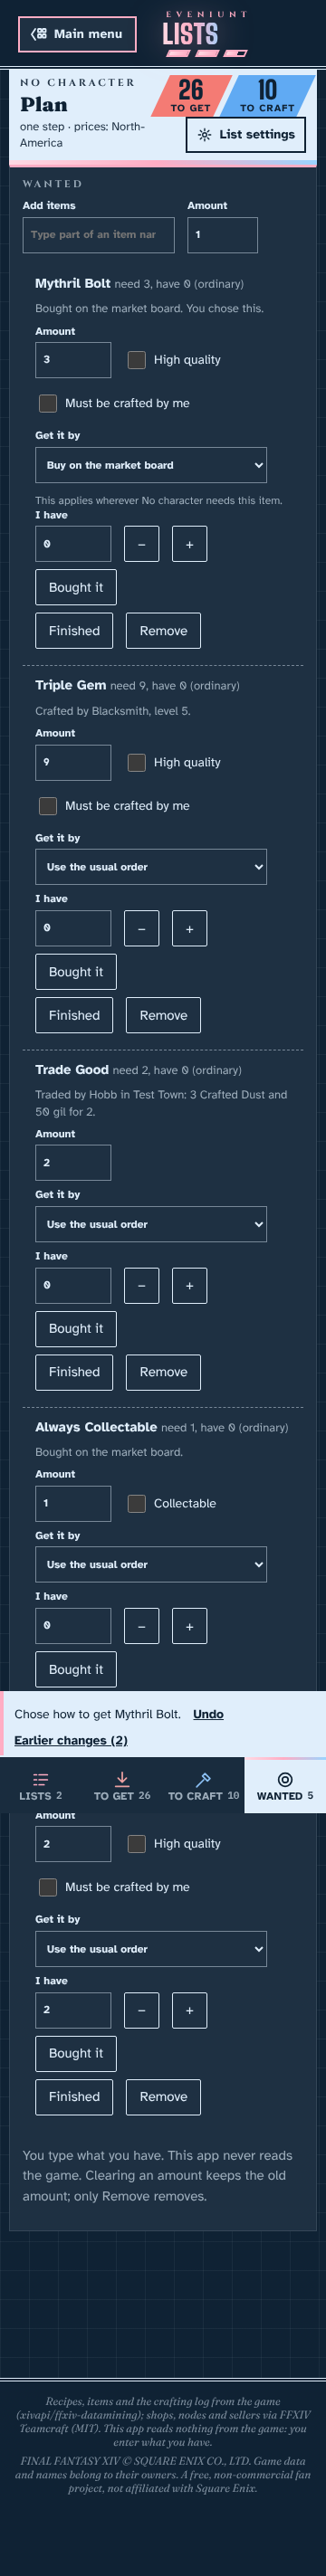 Main menu
EVENIUNT
LISTS
NO CHARACTER
Plan
one step · prices: North-
America
26
TO GET
10
TO CRAFT
List settings
WANTED
Add items
Amount
Type part of an item nar
1
Mythril Bolt need 3, have 0 (ordinary)
Bought on the market board. You chose this.
Amount
3
High quality
Must be crafted by me
Get it by
Buy on the market board
This applies wherever No character needs this item.
I have
0
−
+
Bought it
Finished
Remove
Triple Gem need 9, have 0 (ordinary)
Crafted by Blacksmith, level 5.
Amount
9
High quality
Must be crafted by me
Get it by
Use the usual order
I have
0
−
+
Bought it
Finished
Remove
Trade Good need 2, have 0 (ordinary)
Traded by Hobb in Test Town: 3 Crafted Dust and
50 gil for 2.
Amount
2
Get it by
Use the usual order
I have
0
−
+
Bought it
Finished
Remove
Always Collectable need 1, have 0 (ordinary)
Bought on the market board.
Amount
1
Collectable
Get it by
Use the usual order
I have
0
−
+
Bought it
Chose how to get Mythril Bolt. Undo
Earlier changes (2)
LISTS 2
TO GET 26
TO CRAFT 10
WANTED 5
Amount
2
High quality
Must be crafted by me
Get it by
Use the usual order
I have
2
−
+
Bought it
Finished
Remove
You type what you have. This app never reads
the game. Clearing an amount keeps the old
amount; only Remove removes.
Recipes, items and the crafting log from the game
(xivapi/ffxiv-datamining); shops, nodes and sellers via FFXIV
Teamcraft (MIT). This app reads nothing from the game: you
enter what you have.
FINAL FANTASY XIV © SQUARE ENIX CO., LTD. Game data
and names belong to their owners. A free, non-commercial fan
project, not affiliated with Square Enix.